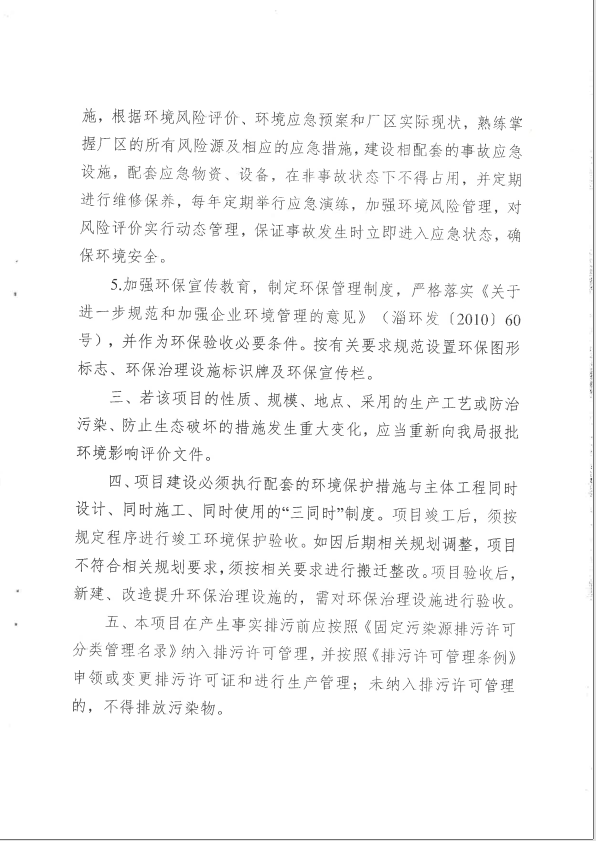 施，根据环境风险评价、环境应急预案和厂区实际现状，熟练掌
握厂区的所有风险源及相应的应急措施，建设相配套的事故应急
设施，配套应急物资、设备，在非事故状态下不得占用，并定期
进行维修保养，每年定期举行应急演练，加强环境风险管理，对
风险评价实行动态管理，保证事故发生时立即进入应急状态，确
保环境安全。
5.加强环保宣传教育，制定环保管理制度，严格落实《关于
进一步规范和加强企业环境管理的意见》（淄环发〔2010〕60
号），并作为环保验收必要条件。按有关要求规范设置环保图形
标志、环保治理设施标识牌及环保宣传栏。
三、若该项目的性质、规模、地点、采用的生产工艺或防治
污染、防止生态破坏的措施发生重大变化，应当重新向我局报批
环境影响评价文件。
四、项目建设必须执行配套的环境保护措施与主体工程同时
设计、同时施工、同时使用的“三同时”制度。项目竣工后，须按
规定程序进行竣工环境保护验收。如因后期相关规划调整，项目
不符合相关规划要求，须按相关要求进行搬迁整改。项目验收后，
新建、改造提升环保治理设施的，需对环保治理设施进行验收。
五、本项目在产生事实排污前应按照《固定污染源排污许可
分类管理名录》纳入排污许可管理，并按照《排污许可管理条例》
申领或变更排污许可证和进行生产管理；未纳入排污许可管理
的，不得排放污染物。